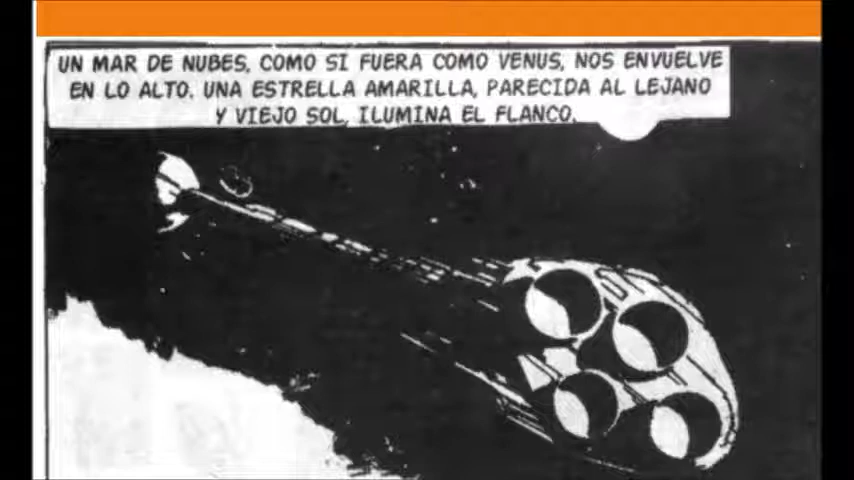 UN MAR DE NUBES, COMO SI FUERA COMO VENUS, NOS ENVUELVE
EN LO ALTO. UNA ESTRELLA AMARILLA, PARECIDA AL LEJANO
Y VIEJO SOL, ILUMINA EL FLANCO.